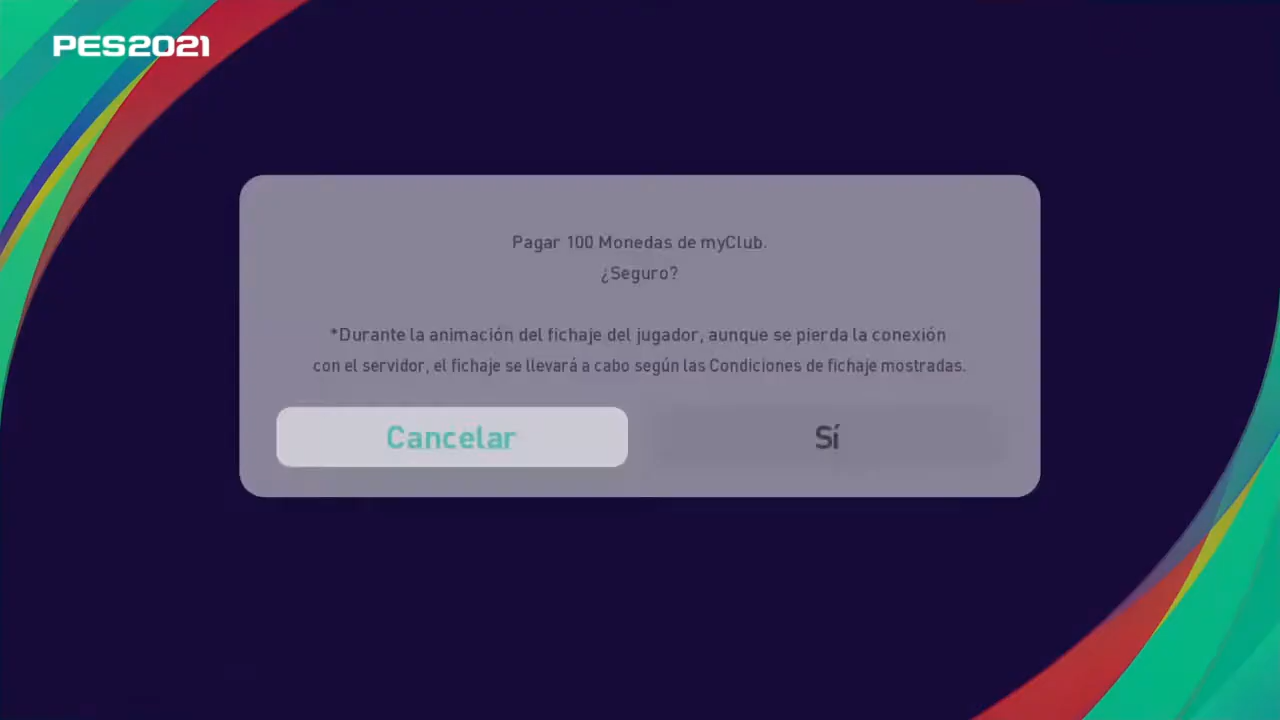 PES2021
Pagar 100 Monedas de myClub.
¿Seguro?
*Durante la animación del fichaje del jugador, aunque se pierda la conexión
con el servidor, el fichaje se llevará a cabo según las Condiciones de fichaje mostradas.
Cancelar
Sí